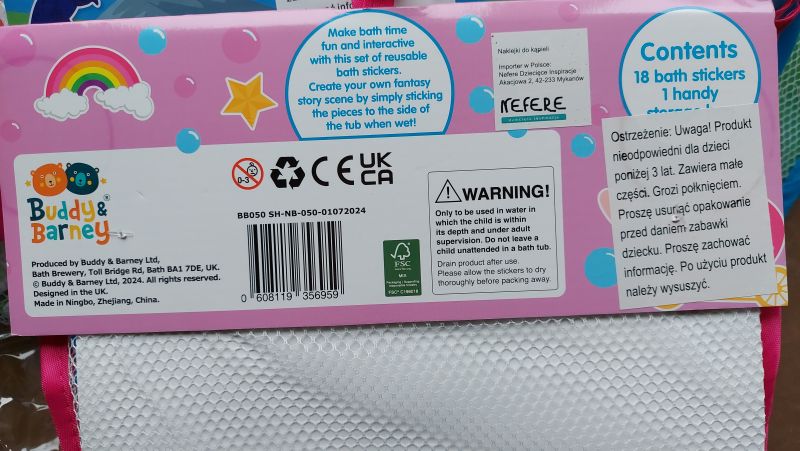 Make bath time
fun and interactive
with this set of reusable
bath stickers.
Create your own fantasy
story scene by simply sticking
the pieces to the side of
the tub when wet!
Naklejki do kąpieli
Importer w Polsce:
Nefere Dziecięce Inspiracje
Akacjowa 2, 42-233 Mykanów
NEFERE
Contents
18 bath stickers
1 handy
Ostrzeżenie: Uwaga! Produkt
nieodpowiedni dla dzieci
poniżej 3 lat. Zawiera małe
części. Grozi połknięciem.
Proszę usunąć opakowanie
przed daniem zabawki
dziecku. Proszę zachować
informację. Po użyciu produkt
należy wysuszyć.
Buddy&
Barney
®
Produced by Buddy & Barney Ltd,
Bath Brewery, Toll Bridge Rd, Bath BA1 7DE, UK.
© Buddy & Barney Ltd, 2024. All rights reserved.
Designed in the UK.
Made in Ningbo, Zhejiang, China.
0-3
CE
UK
CA
BB050 SH-NB-050-01072024
0 608119 356959
FSC
MIX
⚠WARNING!
Only to be used in water in
which the child is within
its depth and under adult
supervision. Do not leave a
child unattended in a bath tub.
Drain product after use.
Please allow the stickers to dry
thoroughly before packing away.